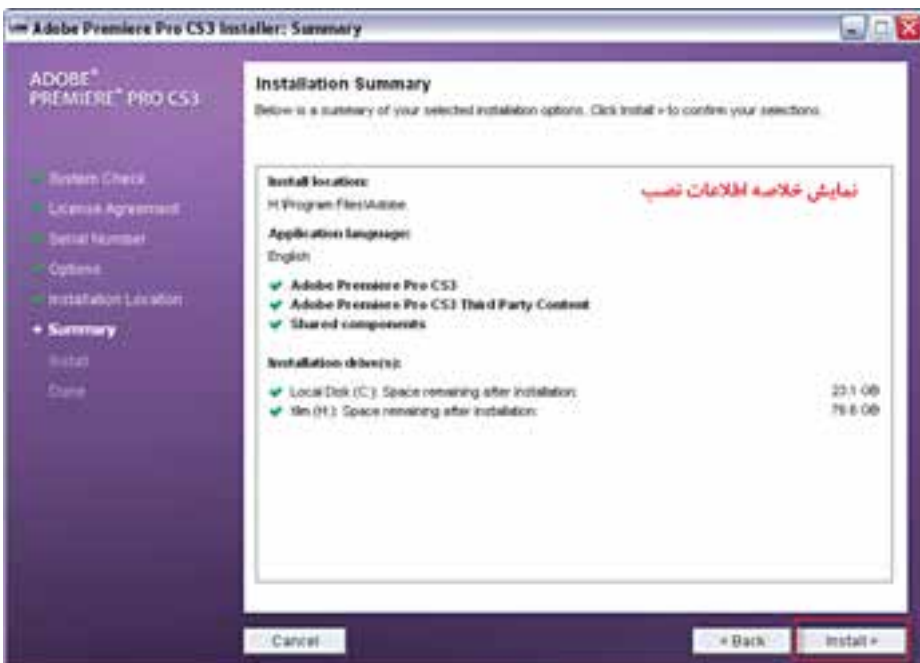 Adobe Premiere Pro CS3 Installer: Summary
ADOBE®
PREMIERE® PRO CS3
System Check
License Agreement
Serial Number
Options
Installation Location
Summary
Install
Done
Installation Summary
Below is a summary of your selected installation options. Click Install » to confirm your selections.
نمایش خلاصه اطلاعات نصب
Install location:
H:\Program Files\Adobe
Application language:
English
Adobe Premiere Pro CS3
Adobe Premiere Pro CS3 Third Party Content
Shared components
Installation drive(s):
Local Disk (C:): Space remaining after installation: 23.1 GB
(H:): Space remaining after installation:
Cancel
« Back
Install »